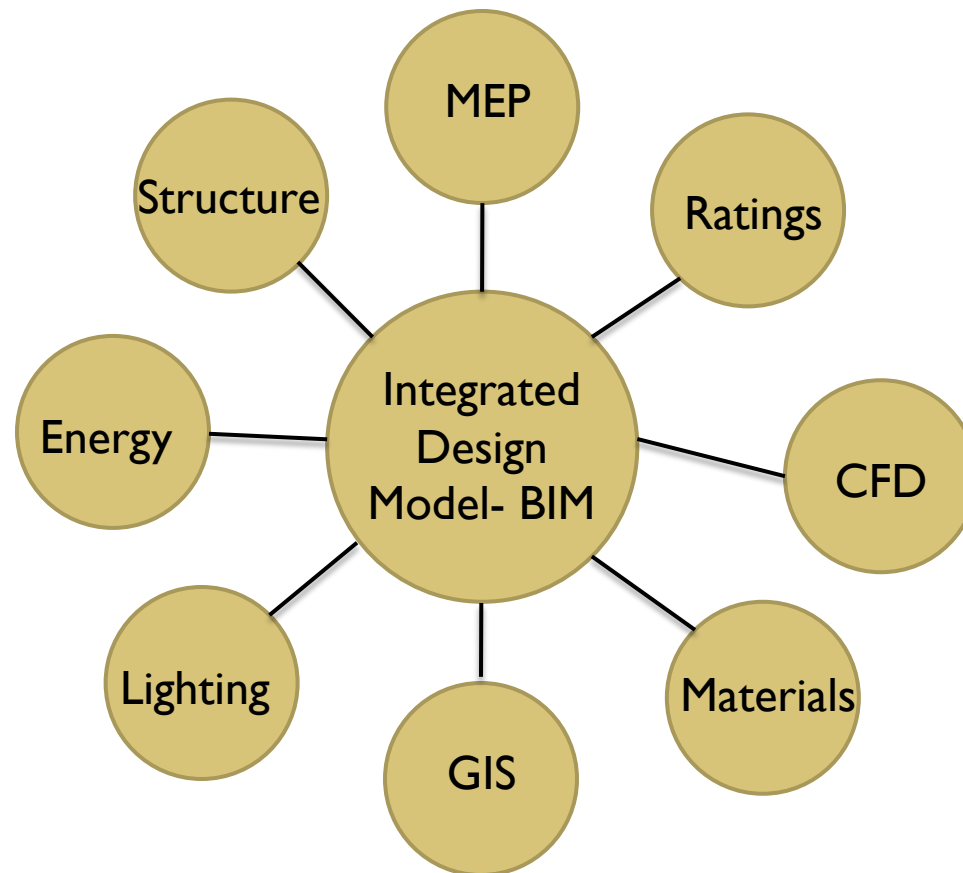 MEP
Structure
Ratings
Integrated
Design
Model- BIM
Energy
CFD
Lighting
Materials
GIS